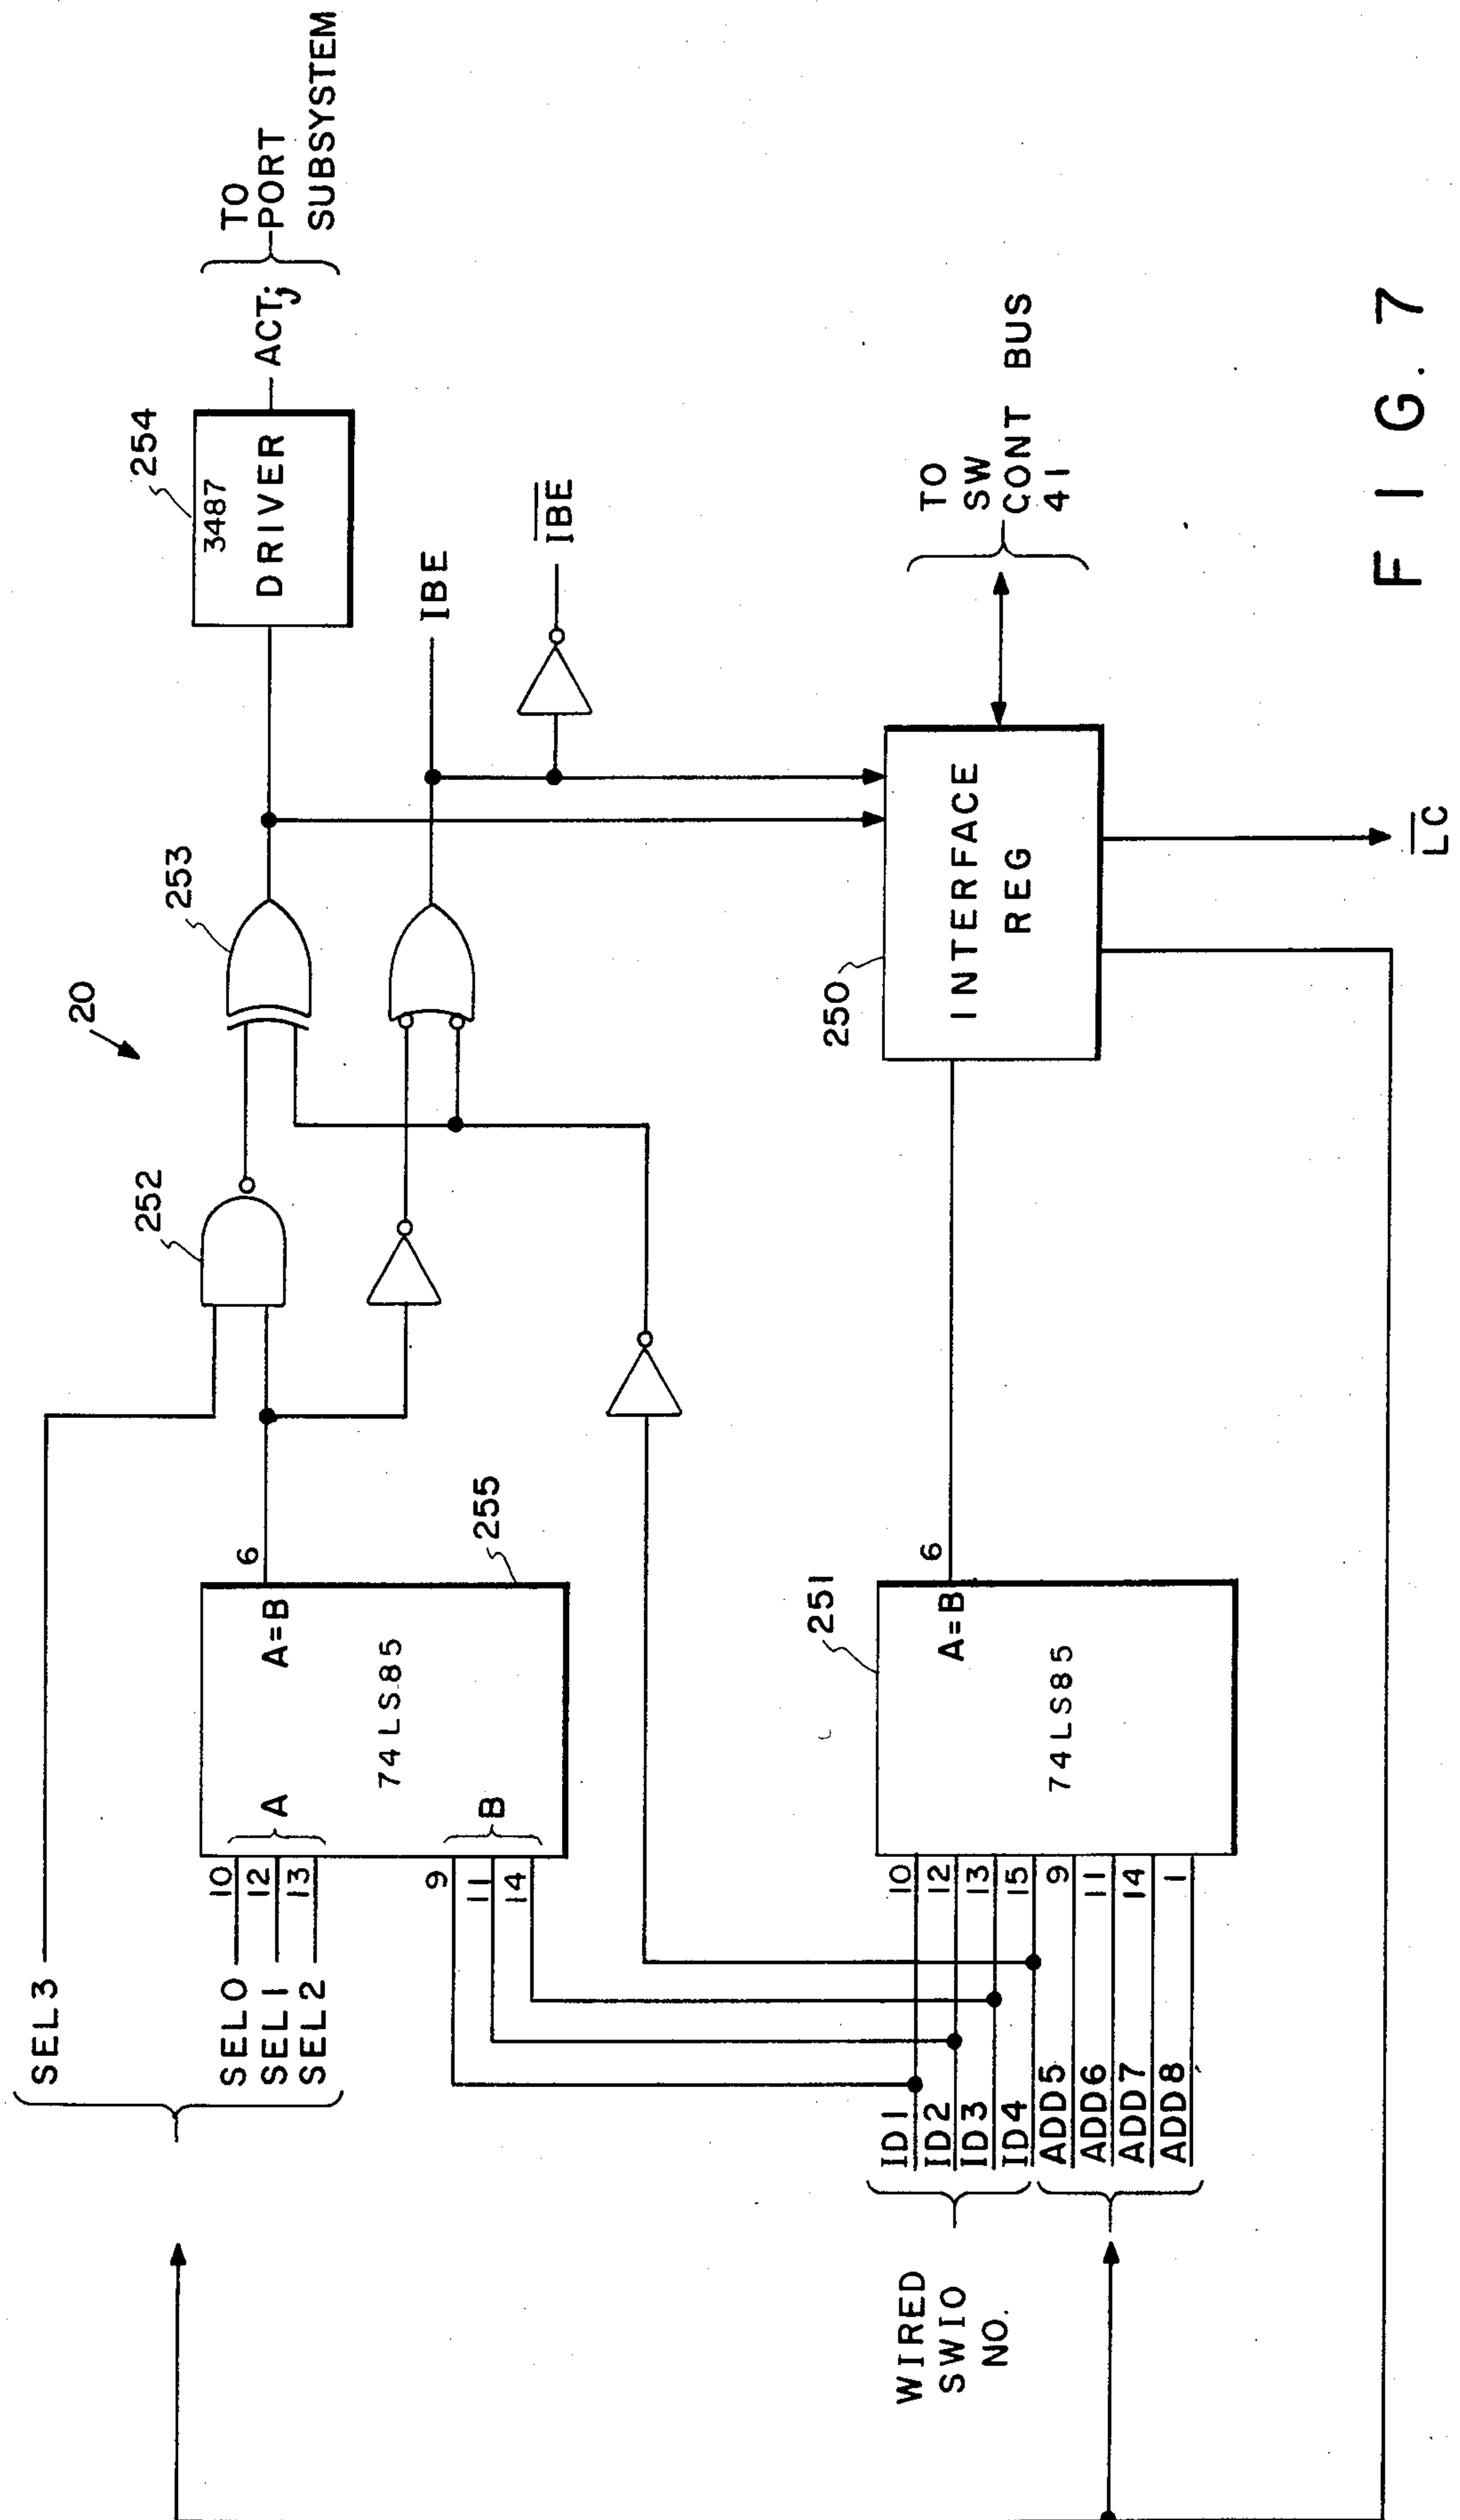 20
SEL3
SEL0
SEL1
SEL2
10
12
13
9
11
14
A
B
74LS85
A=B
6
255
252
253
254
3487
DRIVER
ACTj
TO
PORT
SUBSYSTEM
IBE
IBE
WIRED
SWIO
NO.
ID1
ID2
ID3
ID4
ADD5
ADD6
ADD7
ADD8
10
12
13
15
9
11
14
1
74LS85
A=B
6
251
250
INTERFACE
REG
TO
SW
CONT BUS
41
LC
FIG. 7